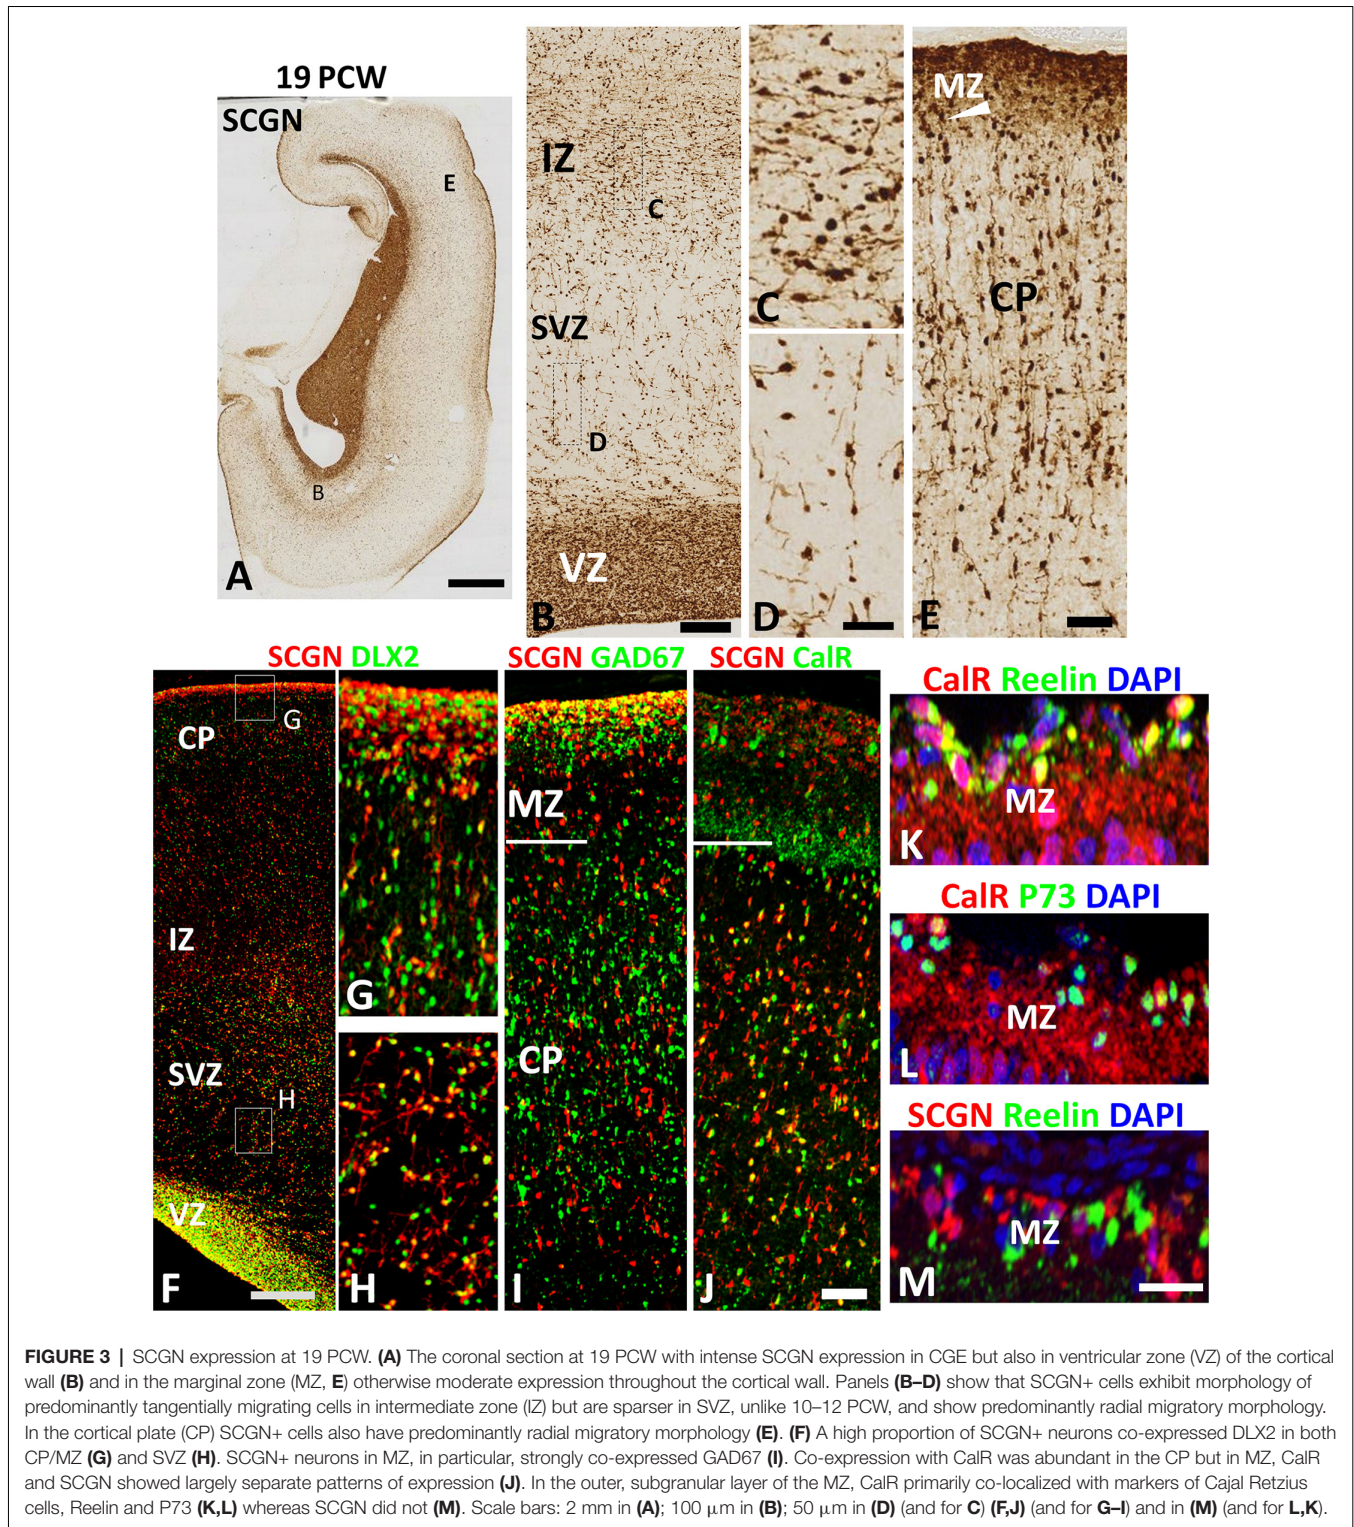 19 PCW
SCGN
E
B
A
IZ
C
SVZ
D
VZ
B
C
D
MZ
CP
E
SCGN DLX2
SCGN GAD67
SCGN CalR
CP
G
IZ
SVZ
H
VZ
F
G
H
MZ
CP
I
J
CalR Reelin DAPI
MZ
K
CalR P73 DAPI
MZ
L
SCGN Reelin DAPI
MZ
M
FIGURE 3 | SCGN expression at 19 PCW. (A) The coronal section at 19 PCW with intense SCGN expression in CGE but also in ventricular zone (VZ) of the cortical
wall (B) and in the marginal zone (MZ, E) otherwise moderate expression throughout the cortical wall. Panels (B–D) show that SCGN+ cells exhibit morphology of
predominantly tangentially migrating cells in intermediate zone (IZ) but are sparser in SVZ, unlike 10–12 PCW, and show predominantly radial migratory morphology.
In the cortical plate (CP) SCGN+ cells also have predominantly radial migratory morphology (E). (F) A high proportion of SCGN+ neurons co-expressed DLX2 in both
CP/MZ (G) and SVZ (H). SCGN+ neurons in MZ, in particular, strongly co-expressed GAD67 (I). Co-expression with CalR was abundant in the CP but in MZ, CalR
and SCGN showed largely separate patterns of expression (J). In the outer, subgranular layer of the MZ, CalR primarily co-localized with markers of Cajal Retzius
cells, Reelin and P73 (K,L) whereas SCGN did not (M). Scale bars: 2 mm in (A); 100 μm in (B); 50 μm in (D) (and for C) (F,J) (and for G–I) and in (M) (and for L,K).